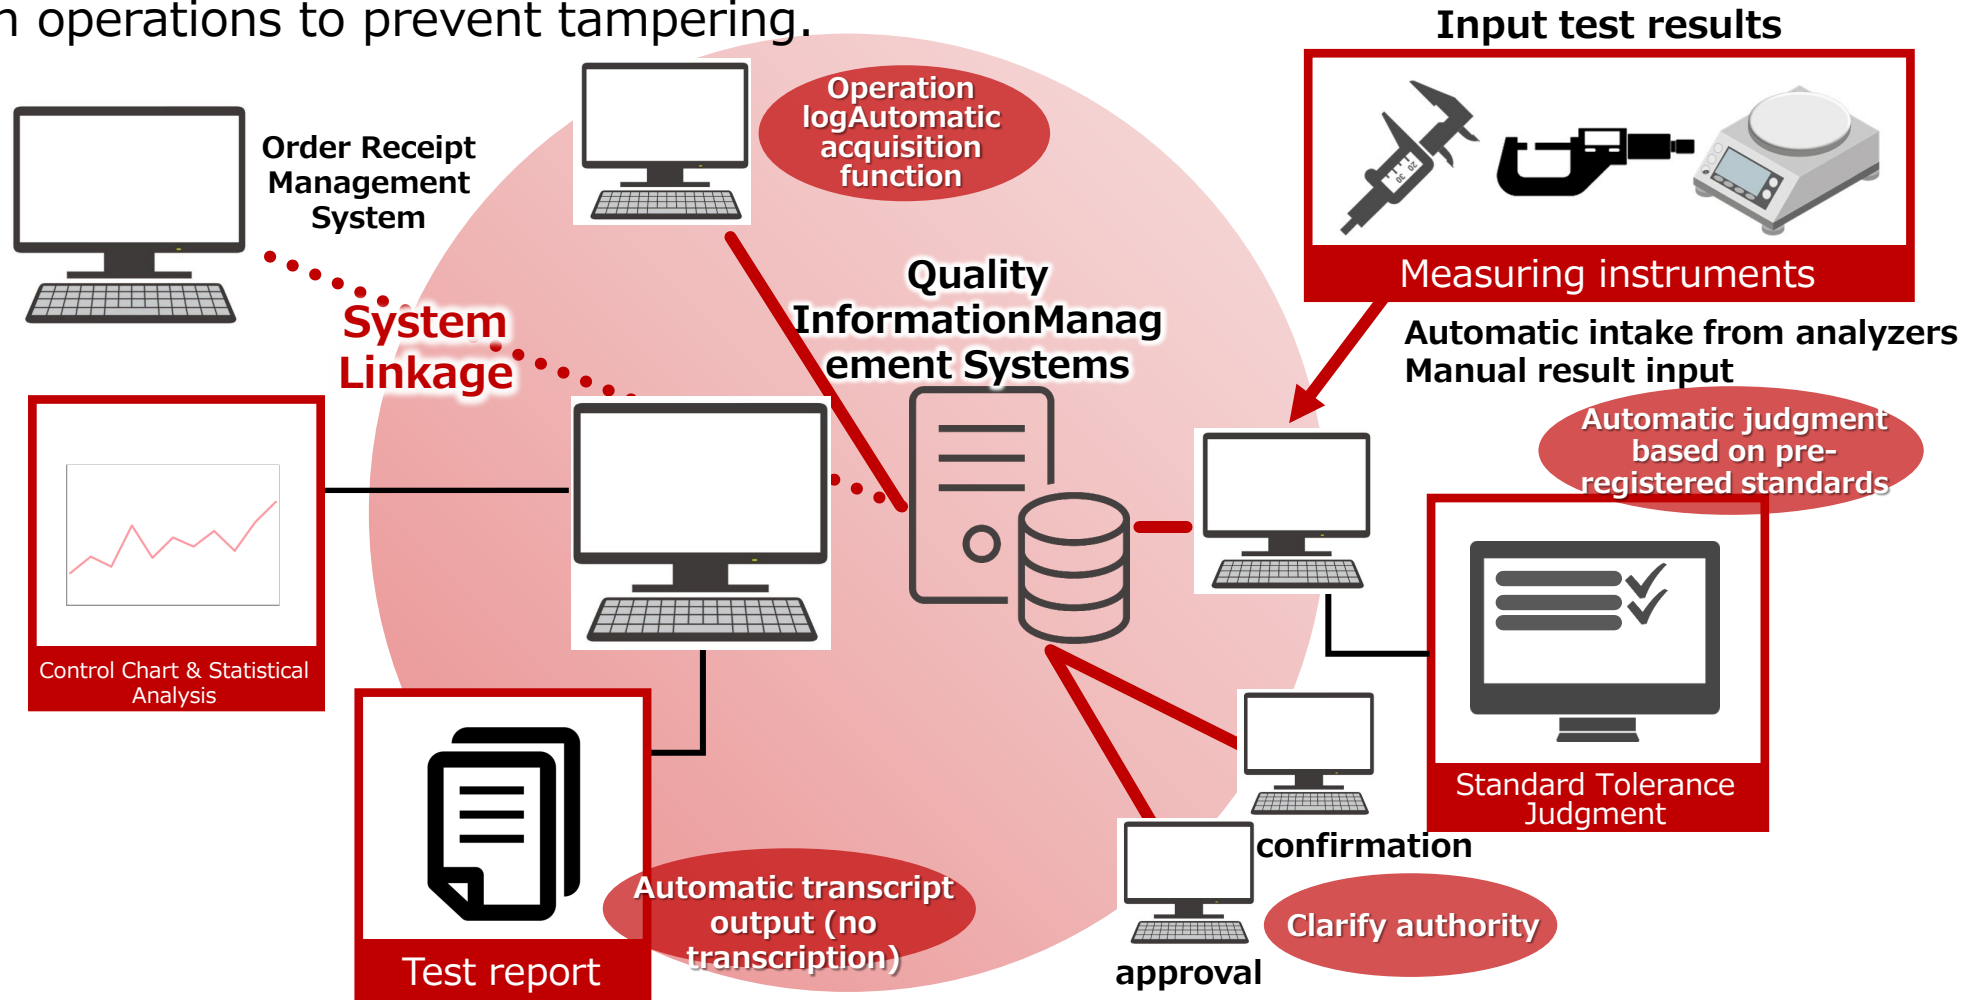 n operations to prevent tampering.
Input test results
Operation
logAutomatic
acquisition
function
Order Receipt
Management
System
Measuring instruments
Quality
InformationManag
ement Systems
System
Linkage
Automatic intake from analyzers
Manual result input
Automatic judgment
based on pre-
registered standards
Control Chart & Statistical
Analysis
Standard Tolerance
Judgment
confirmation
Automatic transcript
output (no
transcription)
Clarify authority
Test report
approval